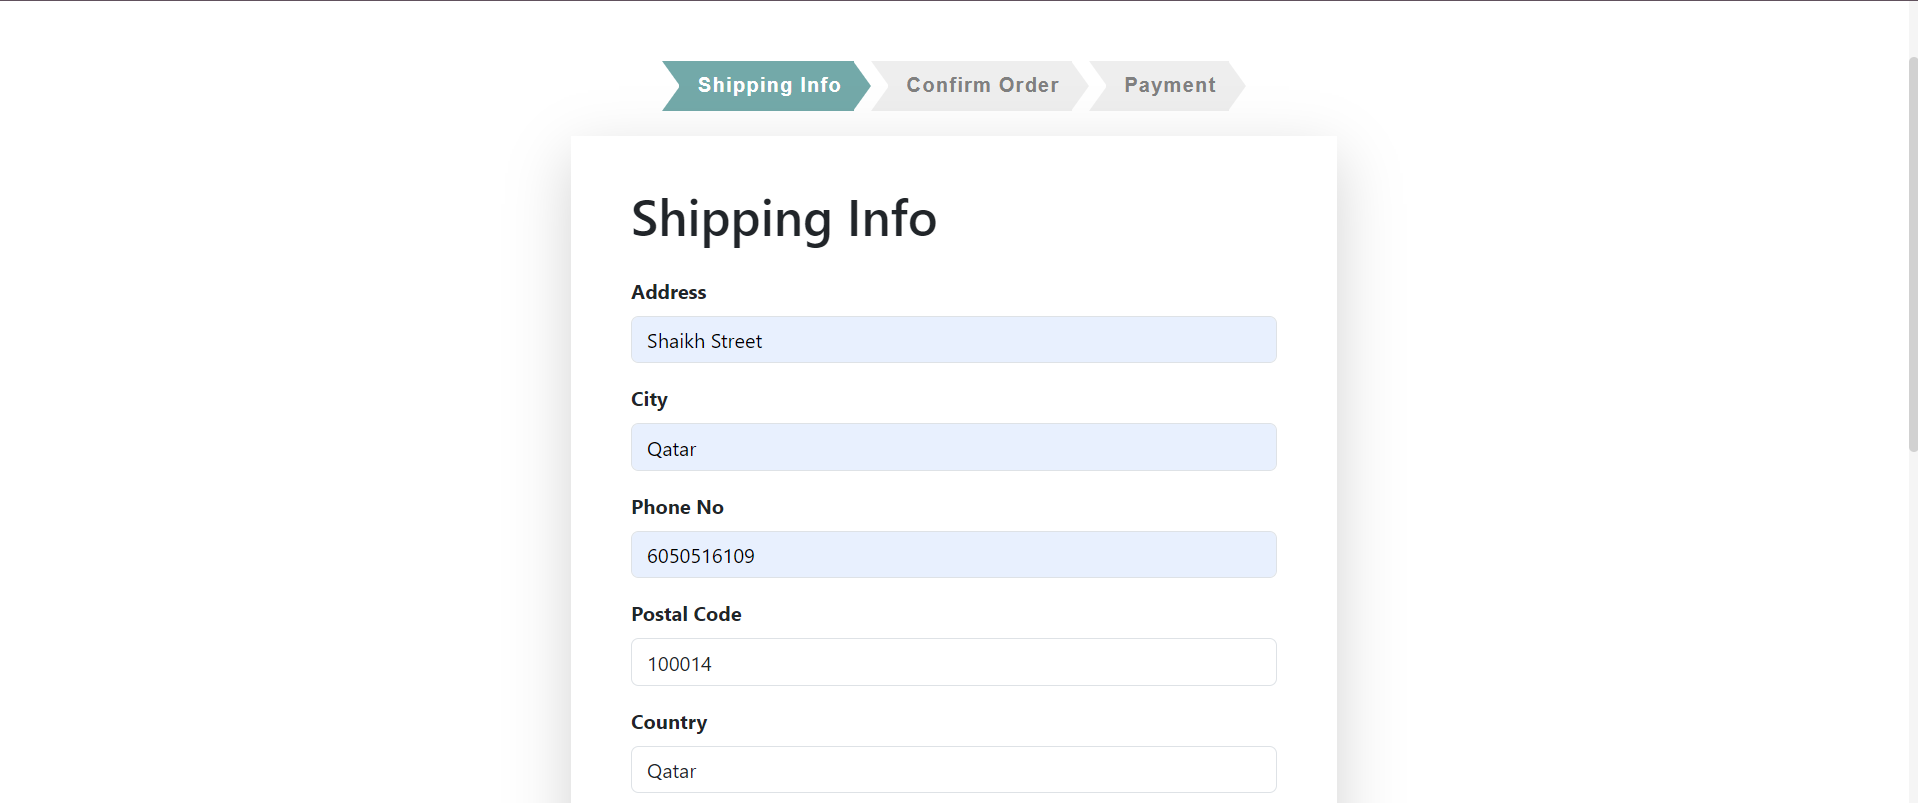 Shipping Info
Confirm Order
Payment
Shipping Info
Address
Shaikh Street
City
Qatar
Phone No
6050516109
Postal Code
100014
Country
Qatar